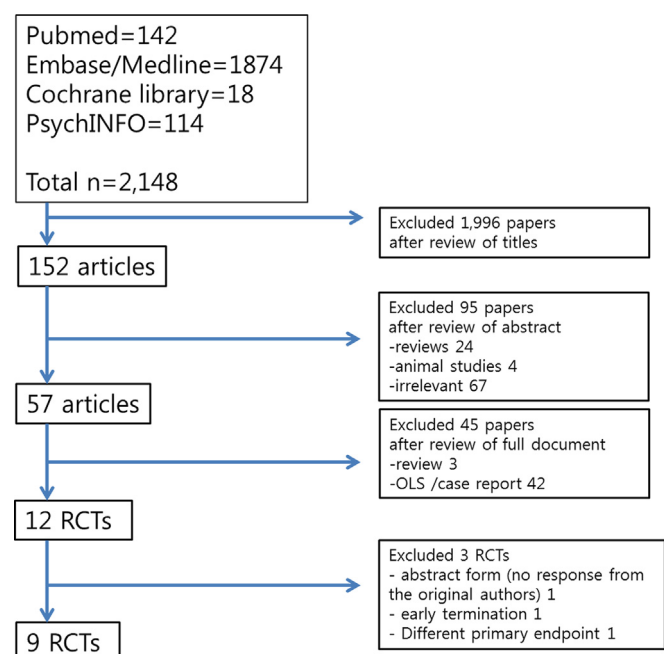 Pubmed=142
Embase/Medline=1874
Cochrane library=18
PsychINFO=114
Total n=2,148
Excluded 1,996 papers
after review of titles
152 articles
Excluded 95 papers
after review of abstract
-reviews 24
-animal studies 4
-irrelevant 67
57 articles
Excluded 45 papers
after review of full document
-review 3
-OLS /case report 42
12 RCTs
Excluded 3 RCTs
- abstract form (no response from
the original authors) 1
- early termination 1
- Different primary endpoint 1
9 RCTs